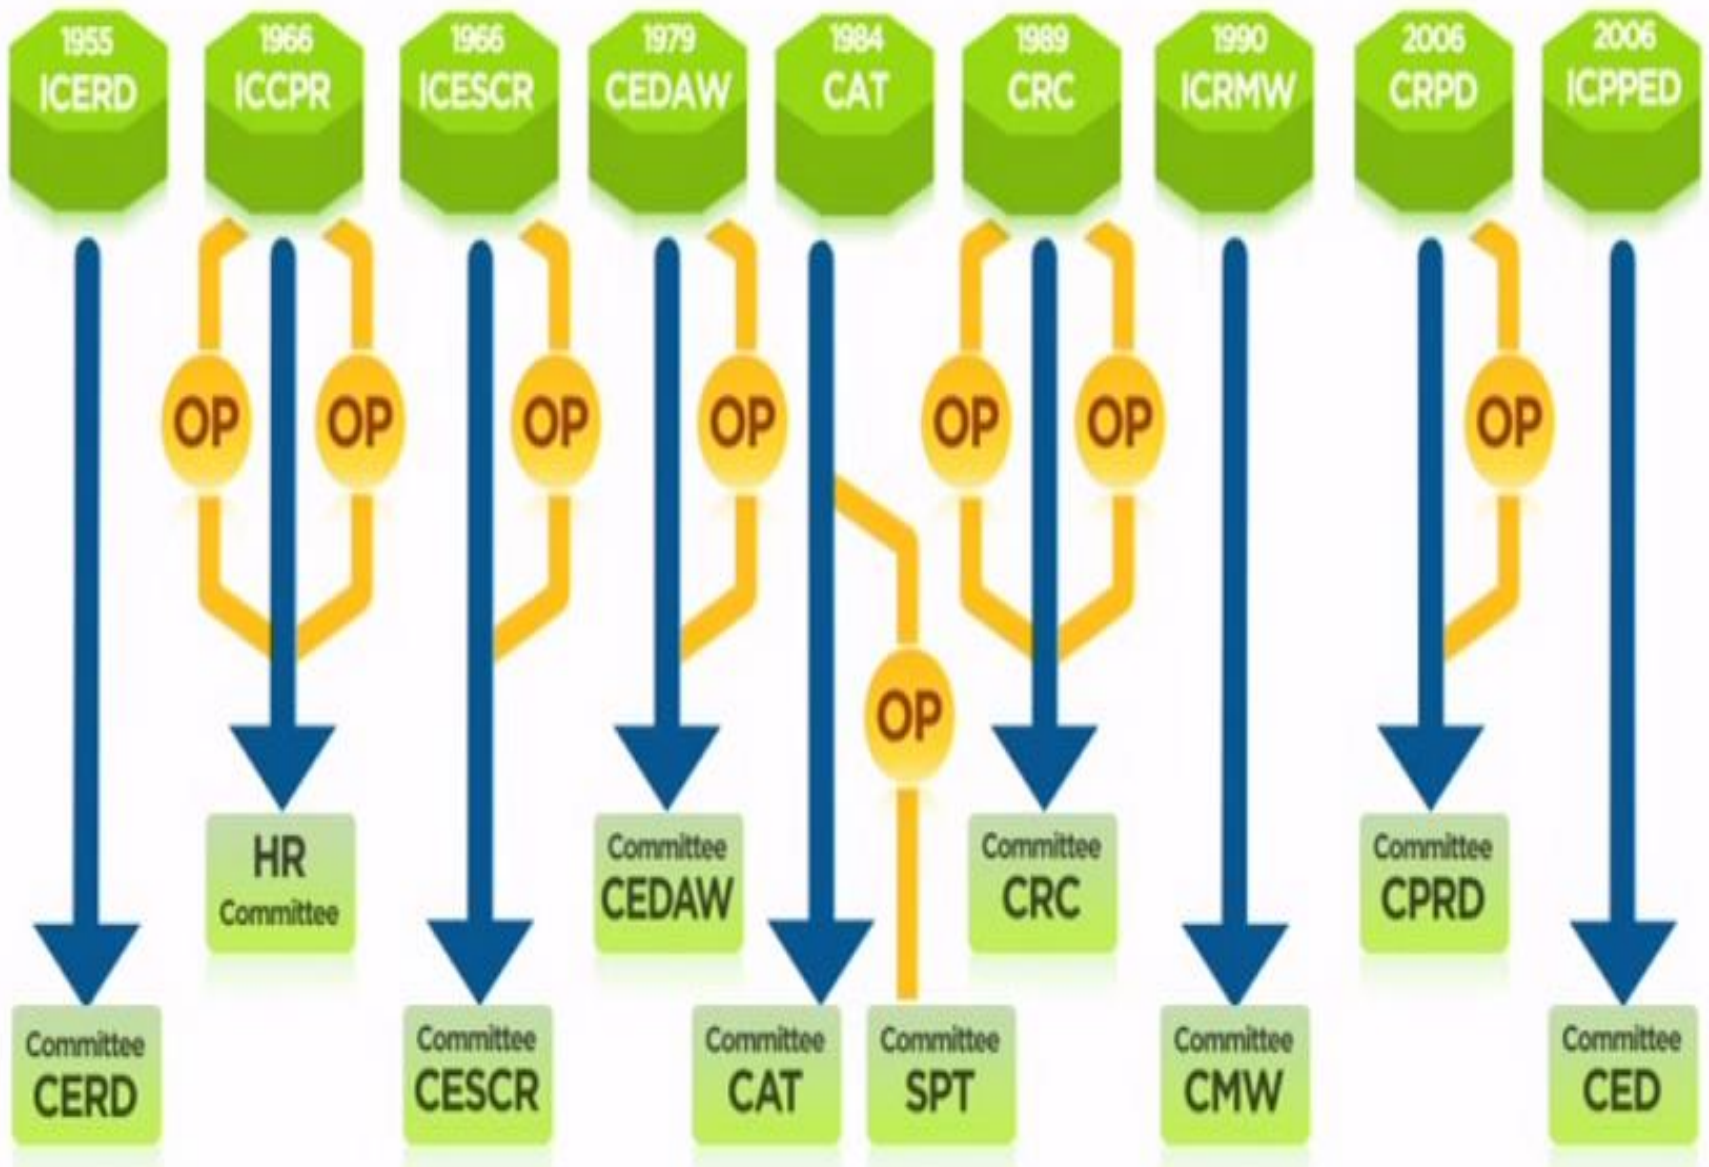 1955
ICERD
1966
ICCPR
1966
ICESCR
1979
CEDAW
1984
CAT
1989
CRC
1990
ICRMW
2006
CRPD
2006
ICPPED
OP
OP
OP
OP
OP
OP
OP
OP
HR
Committee
Committee
CEDAW
Committee
CRC
Committee
CPRD
Committee
CERD
Committee
CESCR
Committee
CAT
Committee
SPT
Committee
CMW
Committee
CED